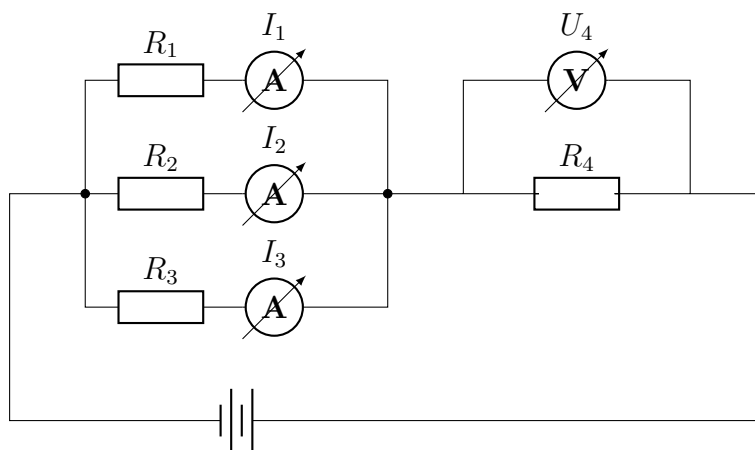 I₁
U₄
R₁
A
V
I₂
R₂
A
R₄
I₃
R₃
A